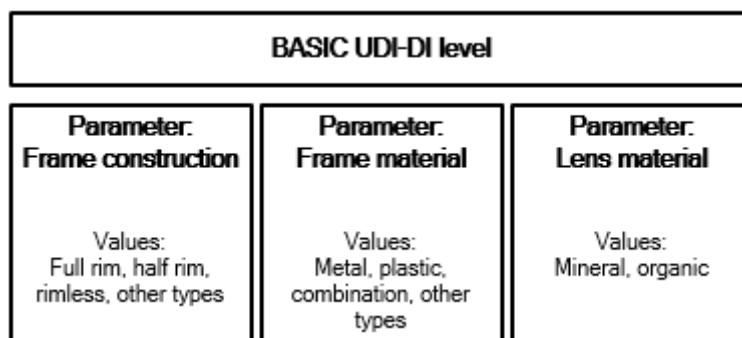 BASIC UDI-DI level
Parameter:
Frame construction
Values:
Full rim, half rim,
rimless, other types
Parameter:
Frame material
Values:
Metal, plastic,
combination, other
types
Parameter:
Lens material
Values:
Mineral, organic